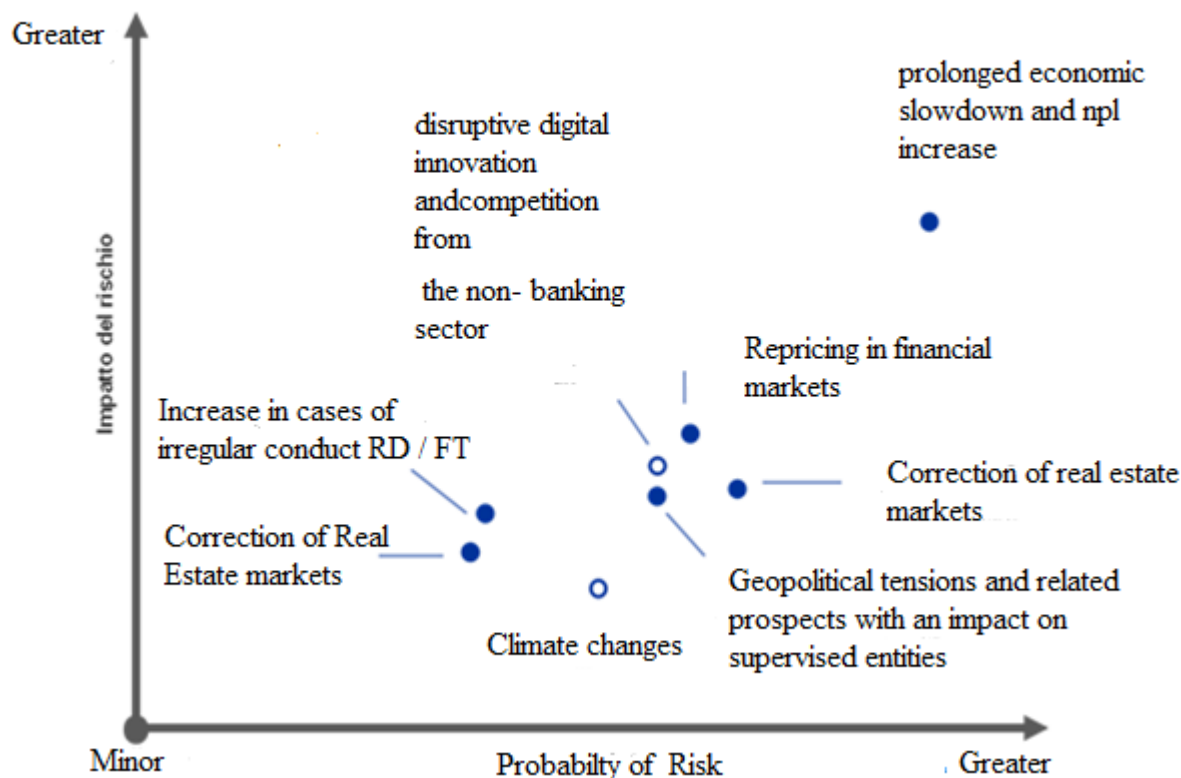 Greater
prolonged economic
slowdown and npl
increase
disruptive digital
innovation
andcompetition
from
the non- banking
sector
Impatto del rischio
Repricing in financial
markets
Increase in cases of
irregular conduct RD / FT
Correction of real estate
markets
Correction of Real
Estate markets
Geopolitical tensions and related
prospects with an impact on
supervised entities
Climate changes
Minor
Probabilty of Risk
Greater